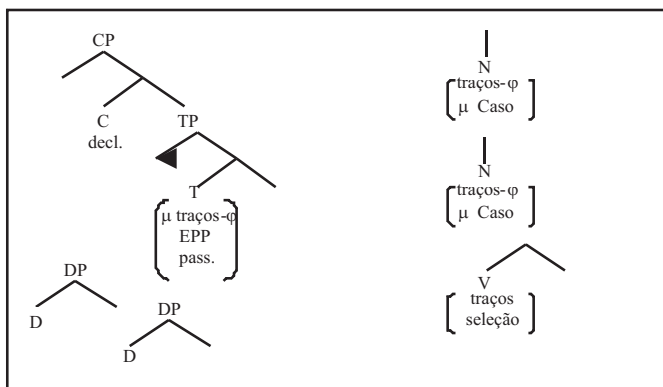 CP
C
decl.
TP
T
μ traços-φ
EPP
pass.
DP
D
DP
D
N
traços-φ
μ Caso
N
traços-φ
μ Caso
V
traços
seleção